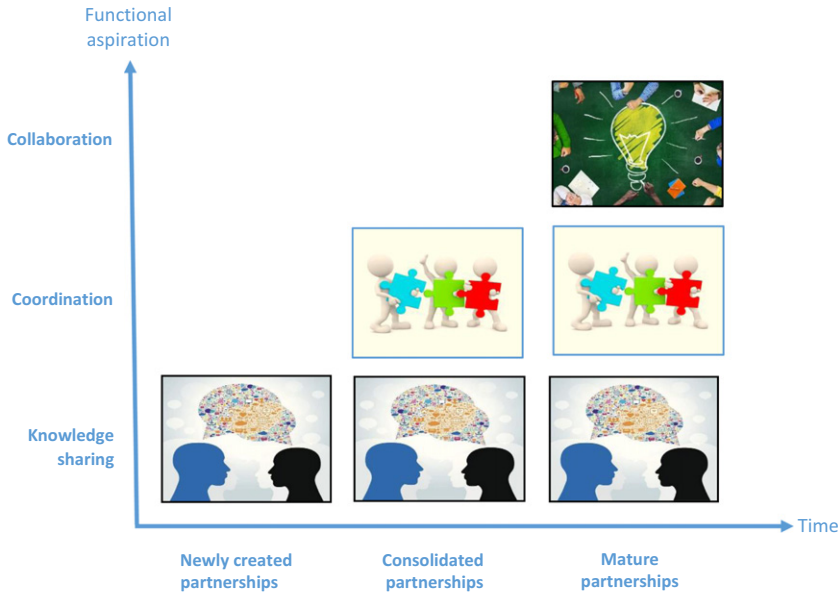 Functional
aspiration
Collaboration
Coordination
Knowledge
sharing
Time
Newly created
partnerships
Consolidated
partnerships
Mature
partnerships